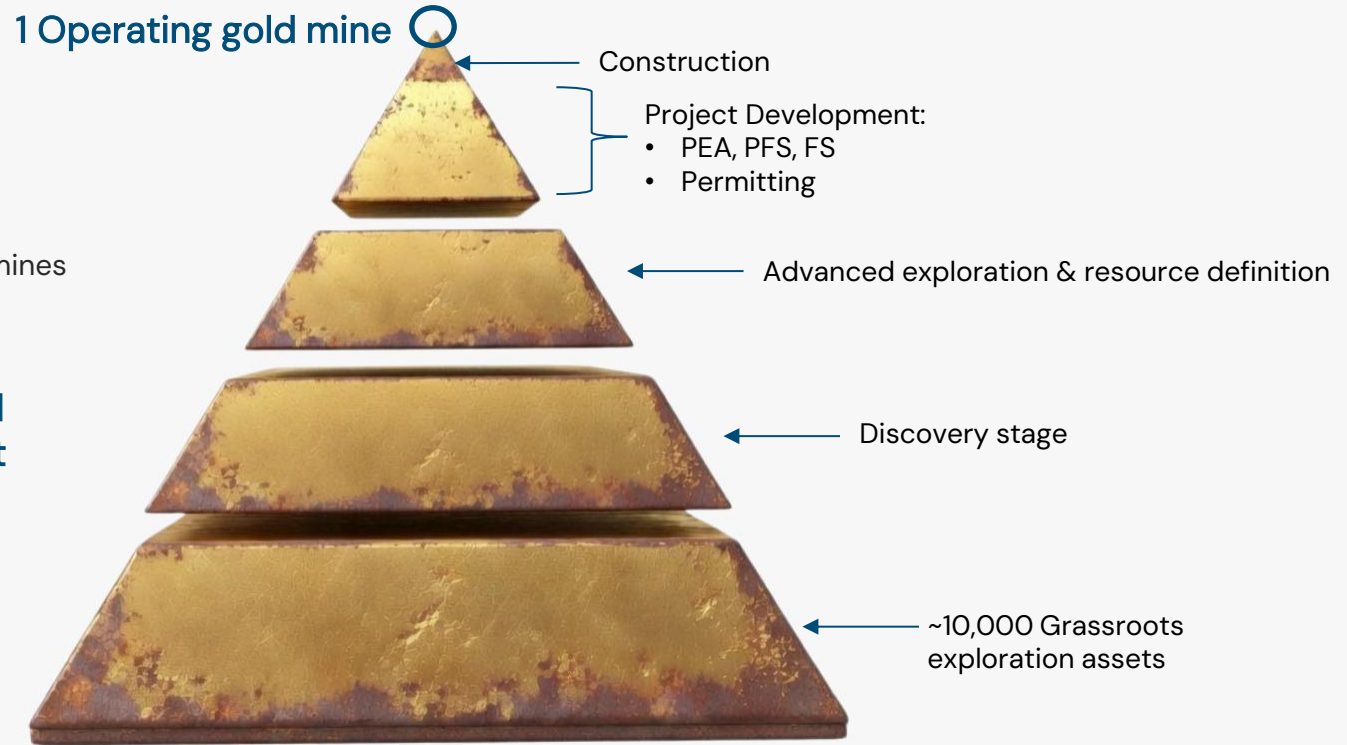 1 Operating gold mine
Construction
Project Development:
• PEA, PFS, FS
• Permitting
Advanced exploration & resource definition
Discovery stage
~10,000 Grassroots
exploration assets